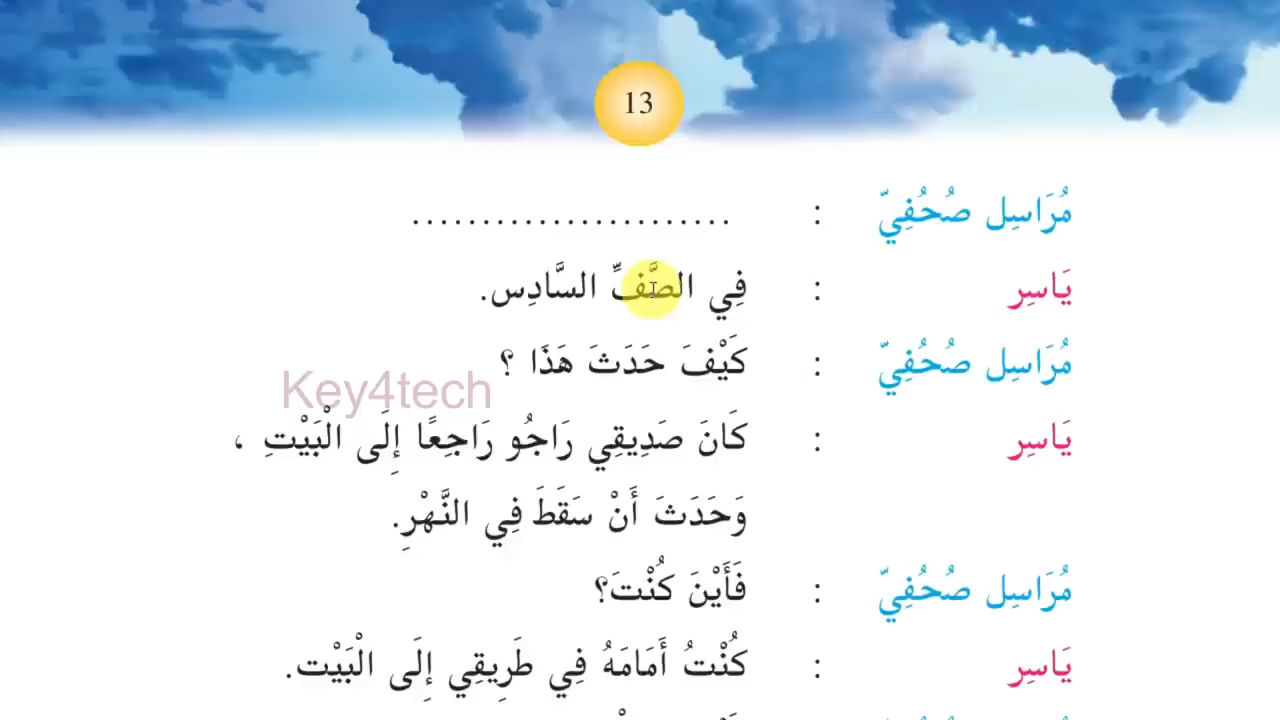 13
مُرَاسِل صُحُفِيّ : .......................
يَاسِر : فِي الصَّفِّ السَّادِس.
مُرَاسِل صُحُفِيّ : كَيْفَ حَدَثَ هَذَا ؟
Key4tech
يَاسِر : كَانَ صَدِيقِي رَاجُو رَاجِعًا إِلَى الْبَيْتِ ،
وَحَدَثَ أَنْ سَقَطَ فِي النَّهْرِ.
مُرَاسِل صُحُفِيّ : فَأَيْنَ كُنْتَ؟
يَاسِر : كُنْتُ أَمَامَهُ فِي طَرِيقِي إِلَى الْبَيْت.